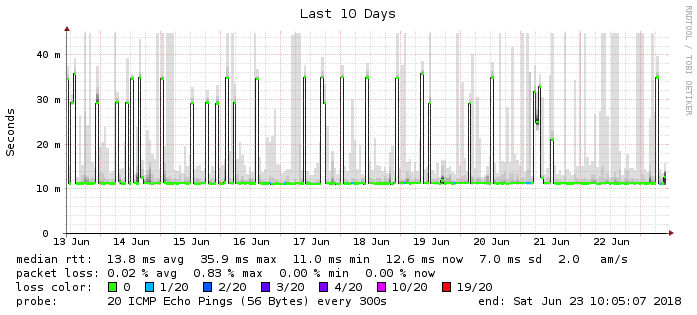 Last 10 Days
RRDTOOL / TOBI OETIKER
Seconds
40 m
30 m
20 m
10 m
0
13 Jun 14 Jun 15 Jun 16 Jun 17 Jun 18 Jun 19 Jun 20 Jun 21 Jun 22 Jun
median rtt: 13.8 ms avg 35.9 ms max 11.0 ms min 12.6 ms now 7.0 ms sd 2.0 am/s
packet loss: 0.02 % avg 0.83 % max 0.00 % min 0.00 % now
loss color: 0 1/20 2/20 3/20 4/20 10/20 19/20
probe: 20 ICMP Echo Pings (56 Bytes) every 300s end: Sat Jun 23 10:05:07 2018